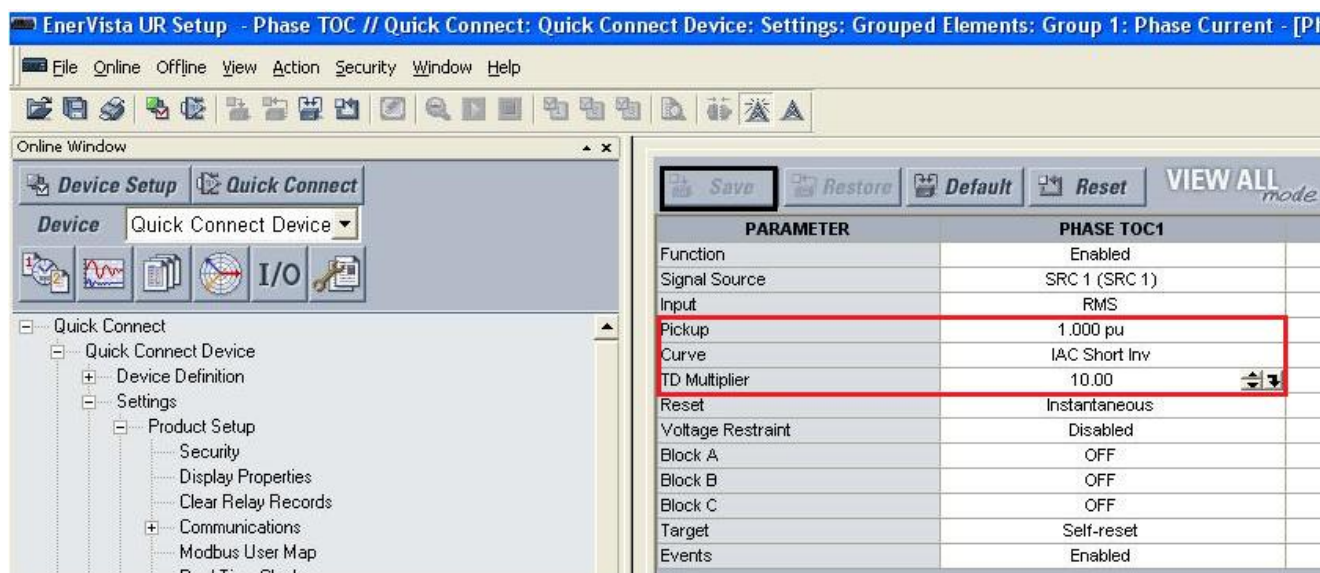 EnerVista UR Setup - Phase TOC // Quick Connect: Quick Connect Device: Settings: Grouped Elements: Group 1: Phase Current - [Ph
File Online Offline View Action Security Window Help
Online Window
Device Setup Quick Connect
Device Quick Connect Device
1 2 I/O
Quick Connect
Quick Connect Device
Device Definition
Settings
Product Setup
Security
Display Properties
Clear Relay Records
Communications
Modbus User Map
Save Restore Default Reset VIEW ALL mode
PARAMETER PHASE TOC1
Function Enabled
Signal Source SRC 1 (SRC 1)
Input RMS
Pickup 1.000 pu
Curve IAC Short Inv
TD Multiplier 10.00
Reset Instantaneous
Voltage Restraint Disabled
Block A OFF
Block B OFF
Block C OFF
Target Self-reset
Events Enabled